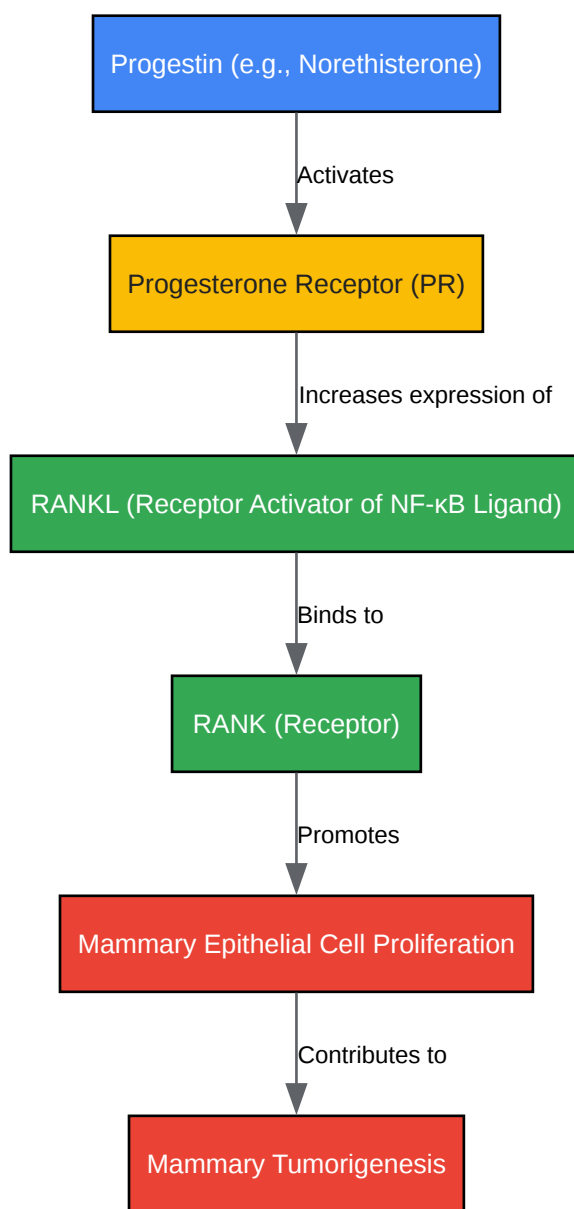 Progestin (e.g., Norethisterone)
Activates
Progesterone Receptor (PR)
Increases expression of
RANKL (Receptor Activator of NF-κB Ligand)
Binds to
RANK (Receptor)
Promotes
Mammary Epithelial Cell Proliferation
Contributes to
Mammary Tumorigenesis